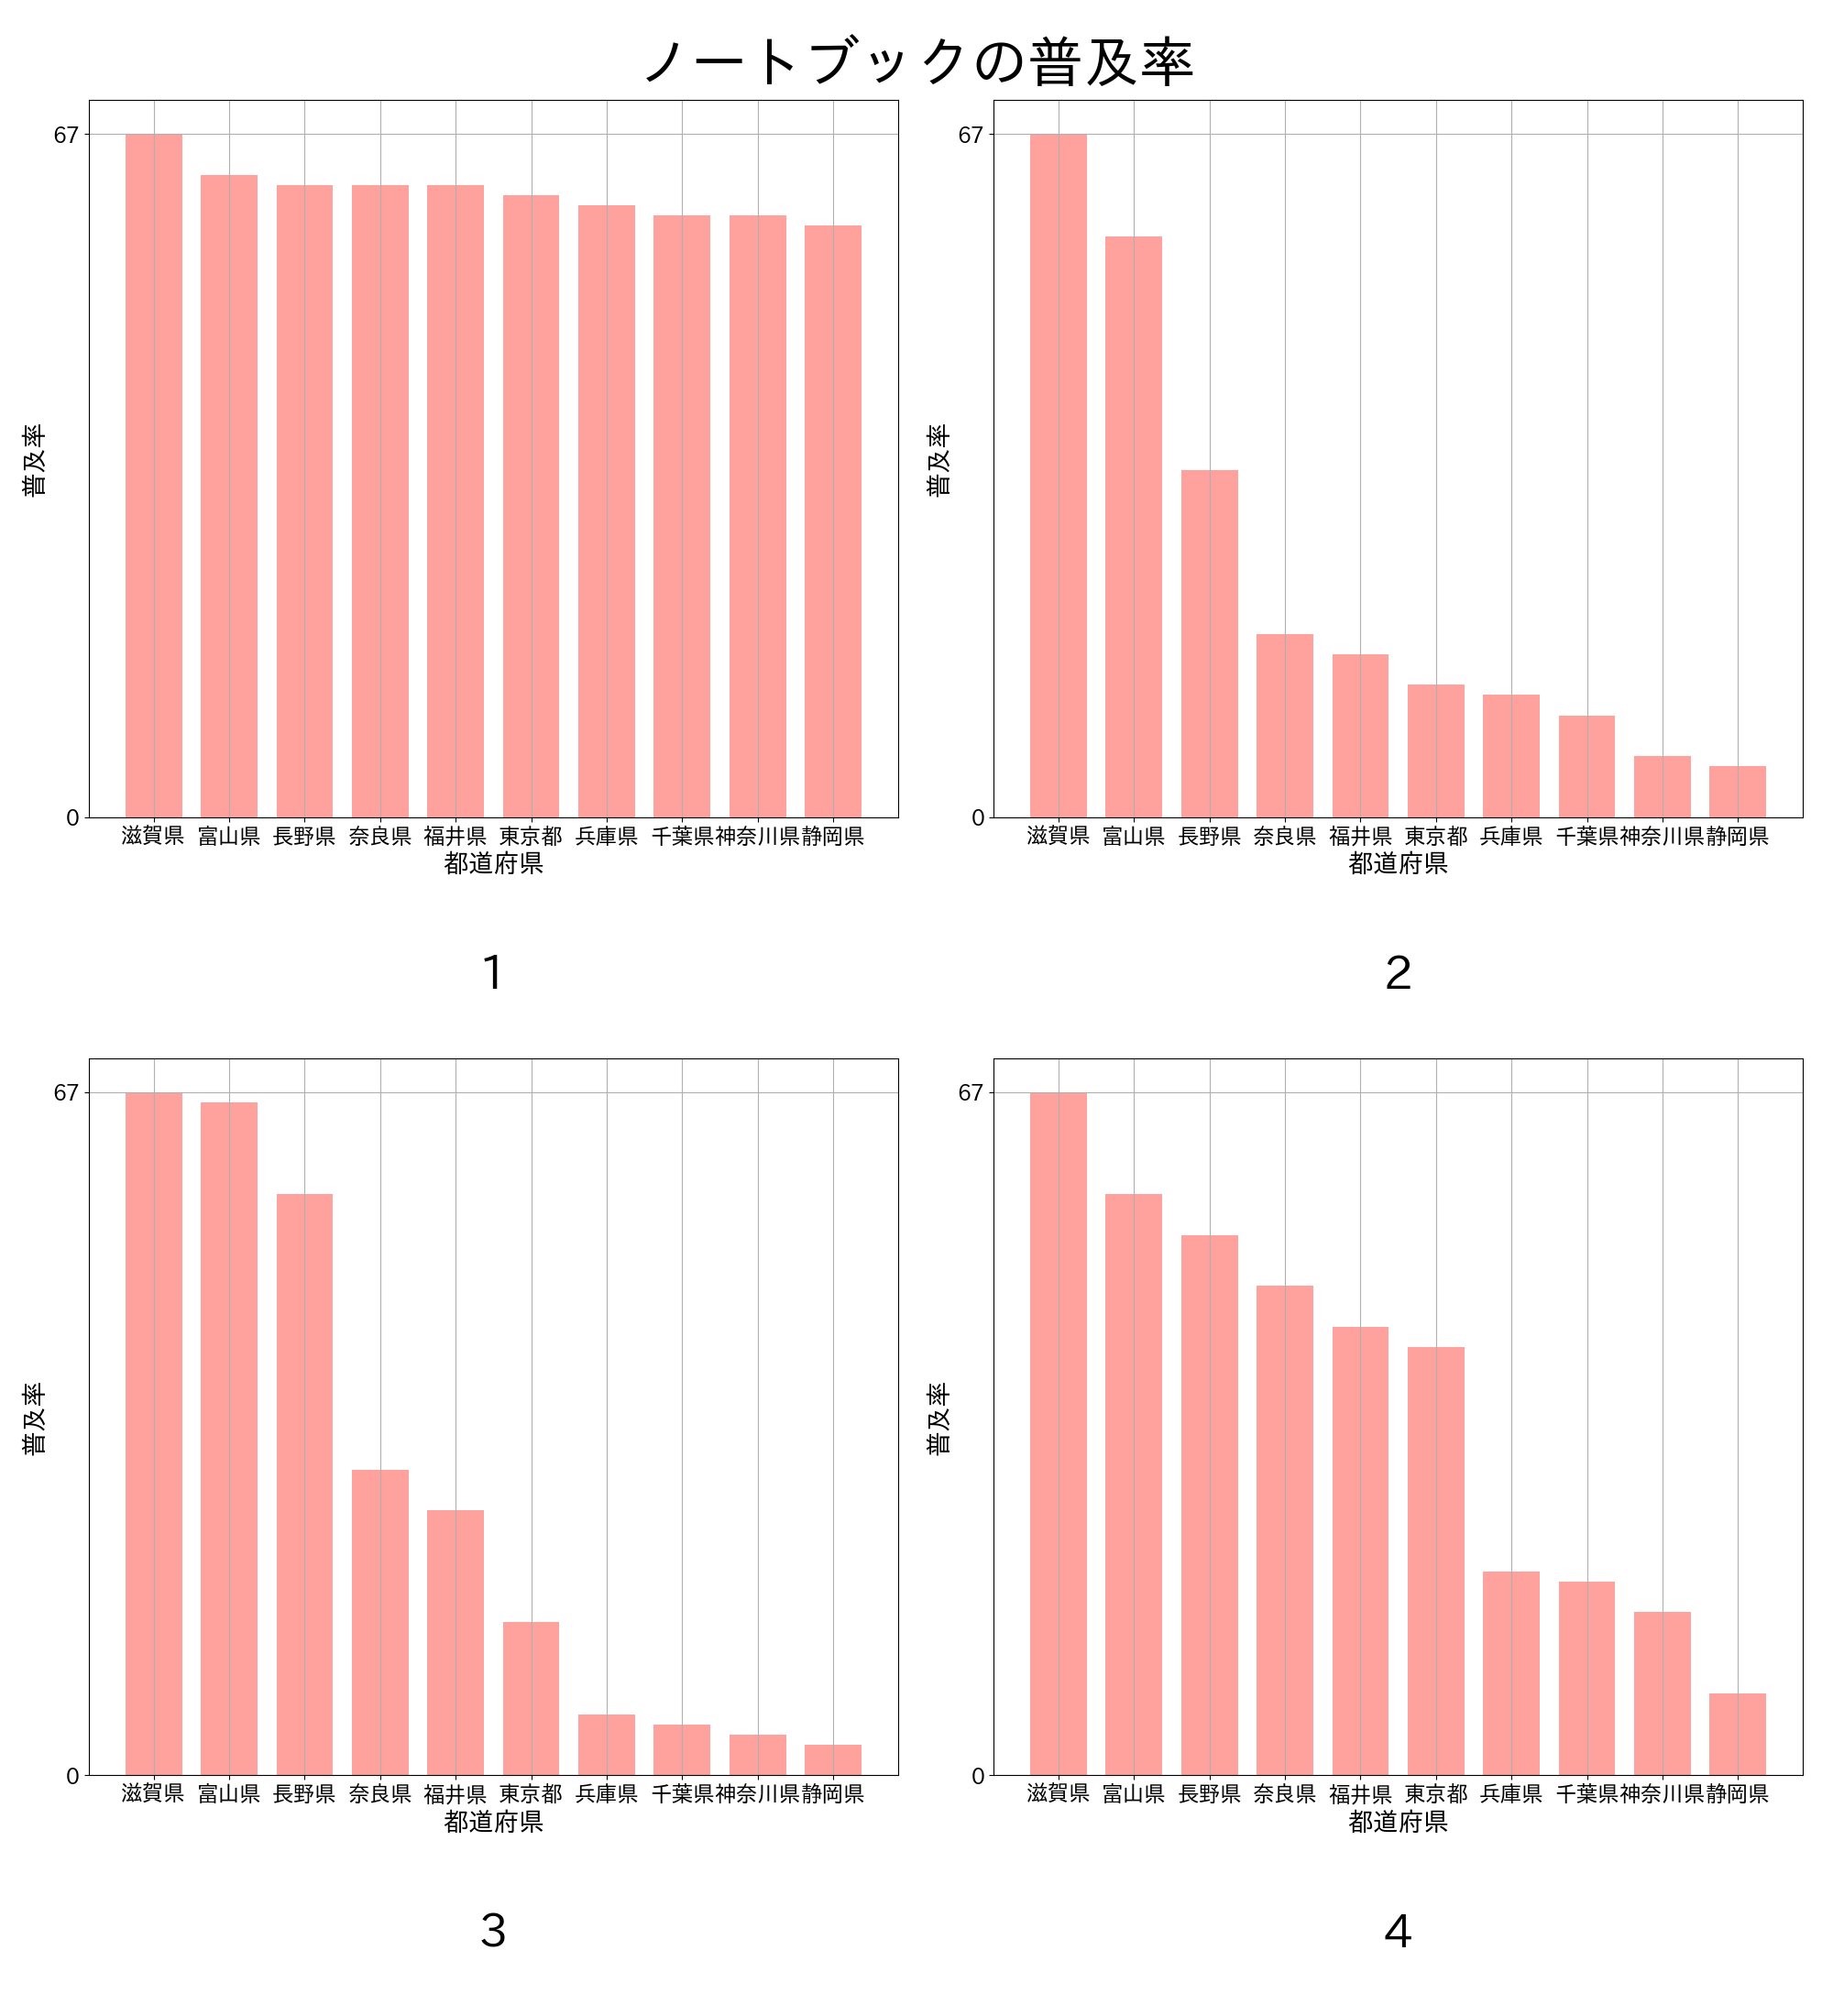 ノートブックの普及率
67
普及率
0
滋賀県 富山県 長野県 奈良県 福井県 東京都 兵庫県 千葉県 神奈川県 静岡県
都道府県
1
67
普及率
0
滋賀県 富山県 長野県 奈良県 福井県 東京都 兵庫県 千葉県 神奈川県 静岡県
都道府県
2
67
普及率
0
滋賀県 富山県 長野県 奈良県 福井県 東京都 兵庫県 千葉県 神奈川県 静岡県
都道府県
3
67
普及率
0
滋賀県 富山県 長野県 奈良県 福井県 東京都 兵庫県 千葉県 神奈川県 静岡県
都道府県
4